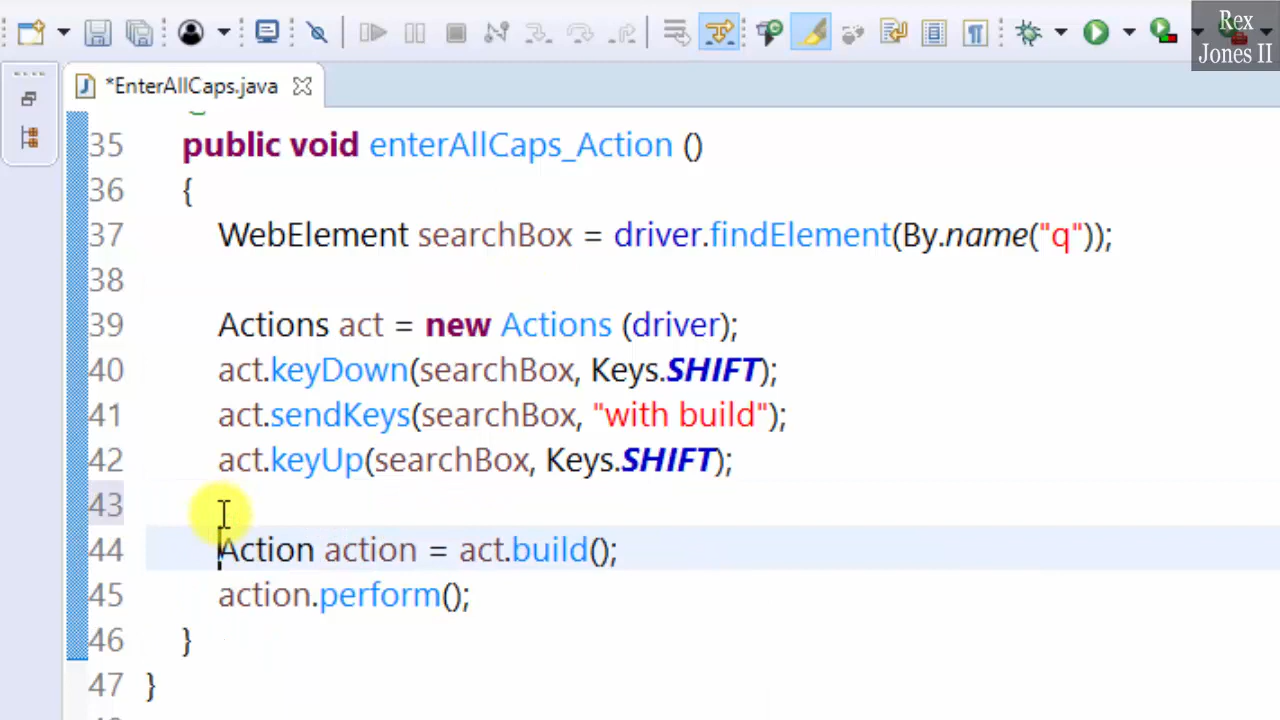 Rex
Jones II
*EnterAllCaps.java
35 public void enterAllCaps_Action ()
36 {
37 WebElement searchBox = driver.findElement(By.name("q"));
38
39 Actions act = new Actions (driver);
40 act.keyDown(searchBox, Keys.SHIFT);
41 act.sendKeys(searchBox, "with build");
42 act.keyUp(searchBox, Keys.SHIFT);
43
44 Action action = act.build();
45 action.perform();
46 }
47 }